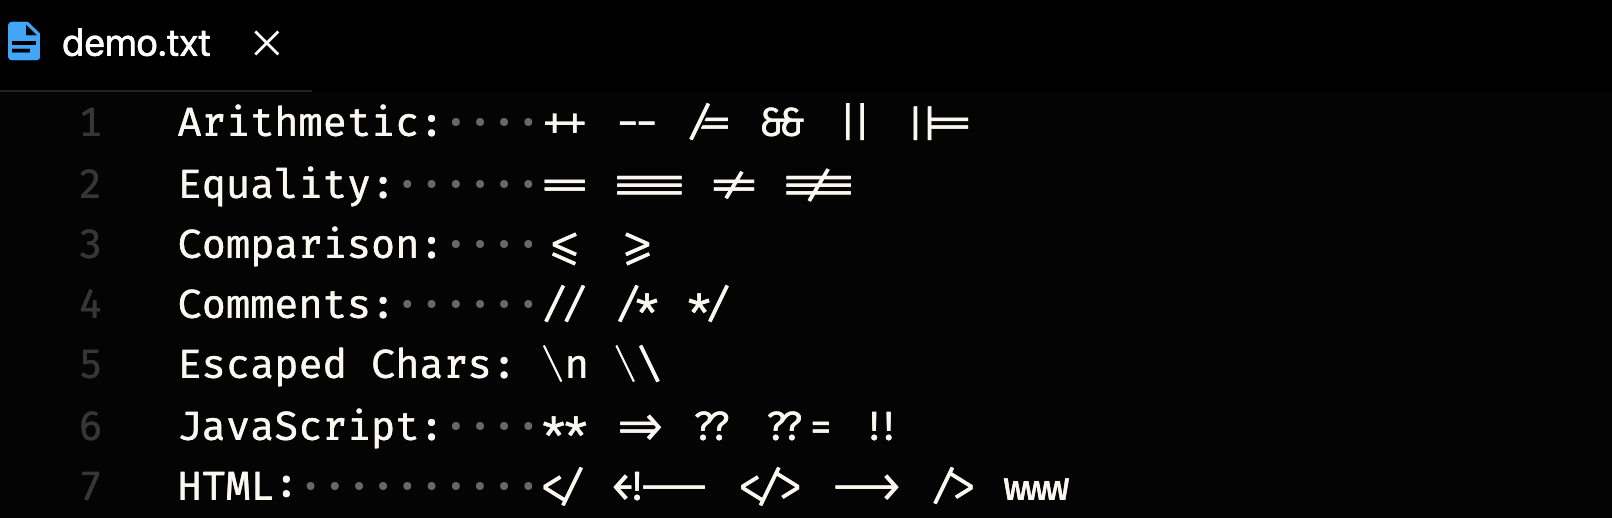 demo.txt
1 Arithmetic:····++ -- /= && || ||=
2 Equality:······== === != !==
3 Comparison:····<= >=
4 Comments:······// /* */
5 Escaped Chars: \n \\
6 JavaScript:····** => ?? ??= !!
7 HTML:··········</ <!-- </> --> /> www